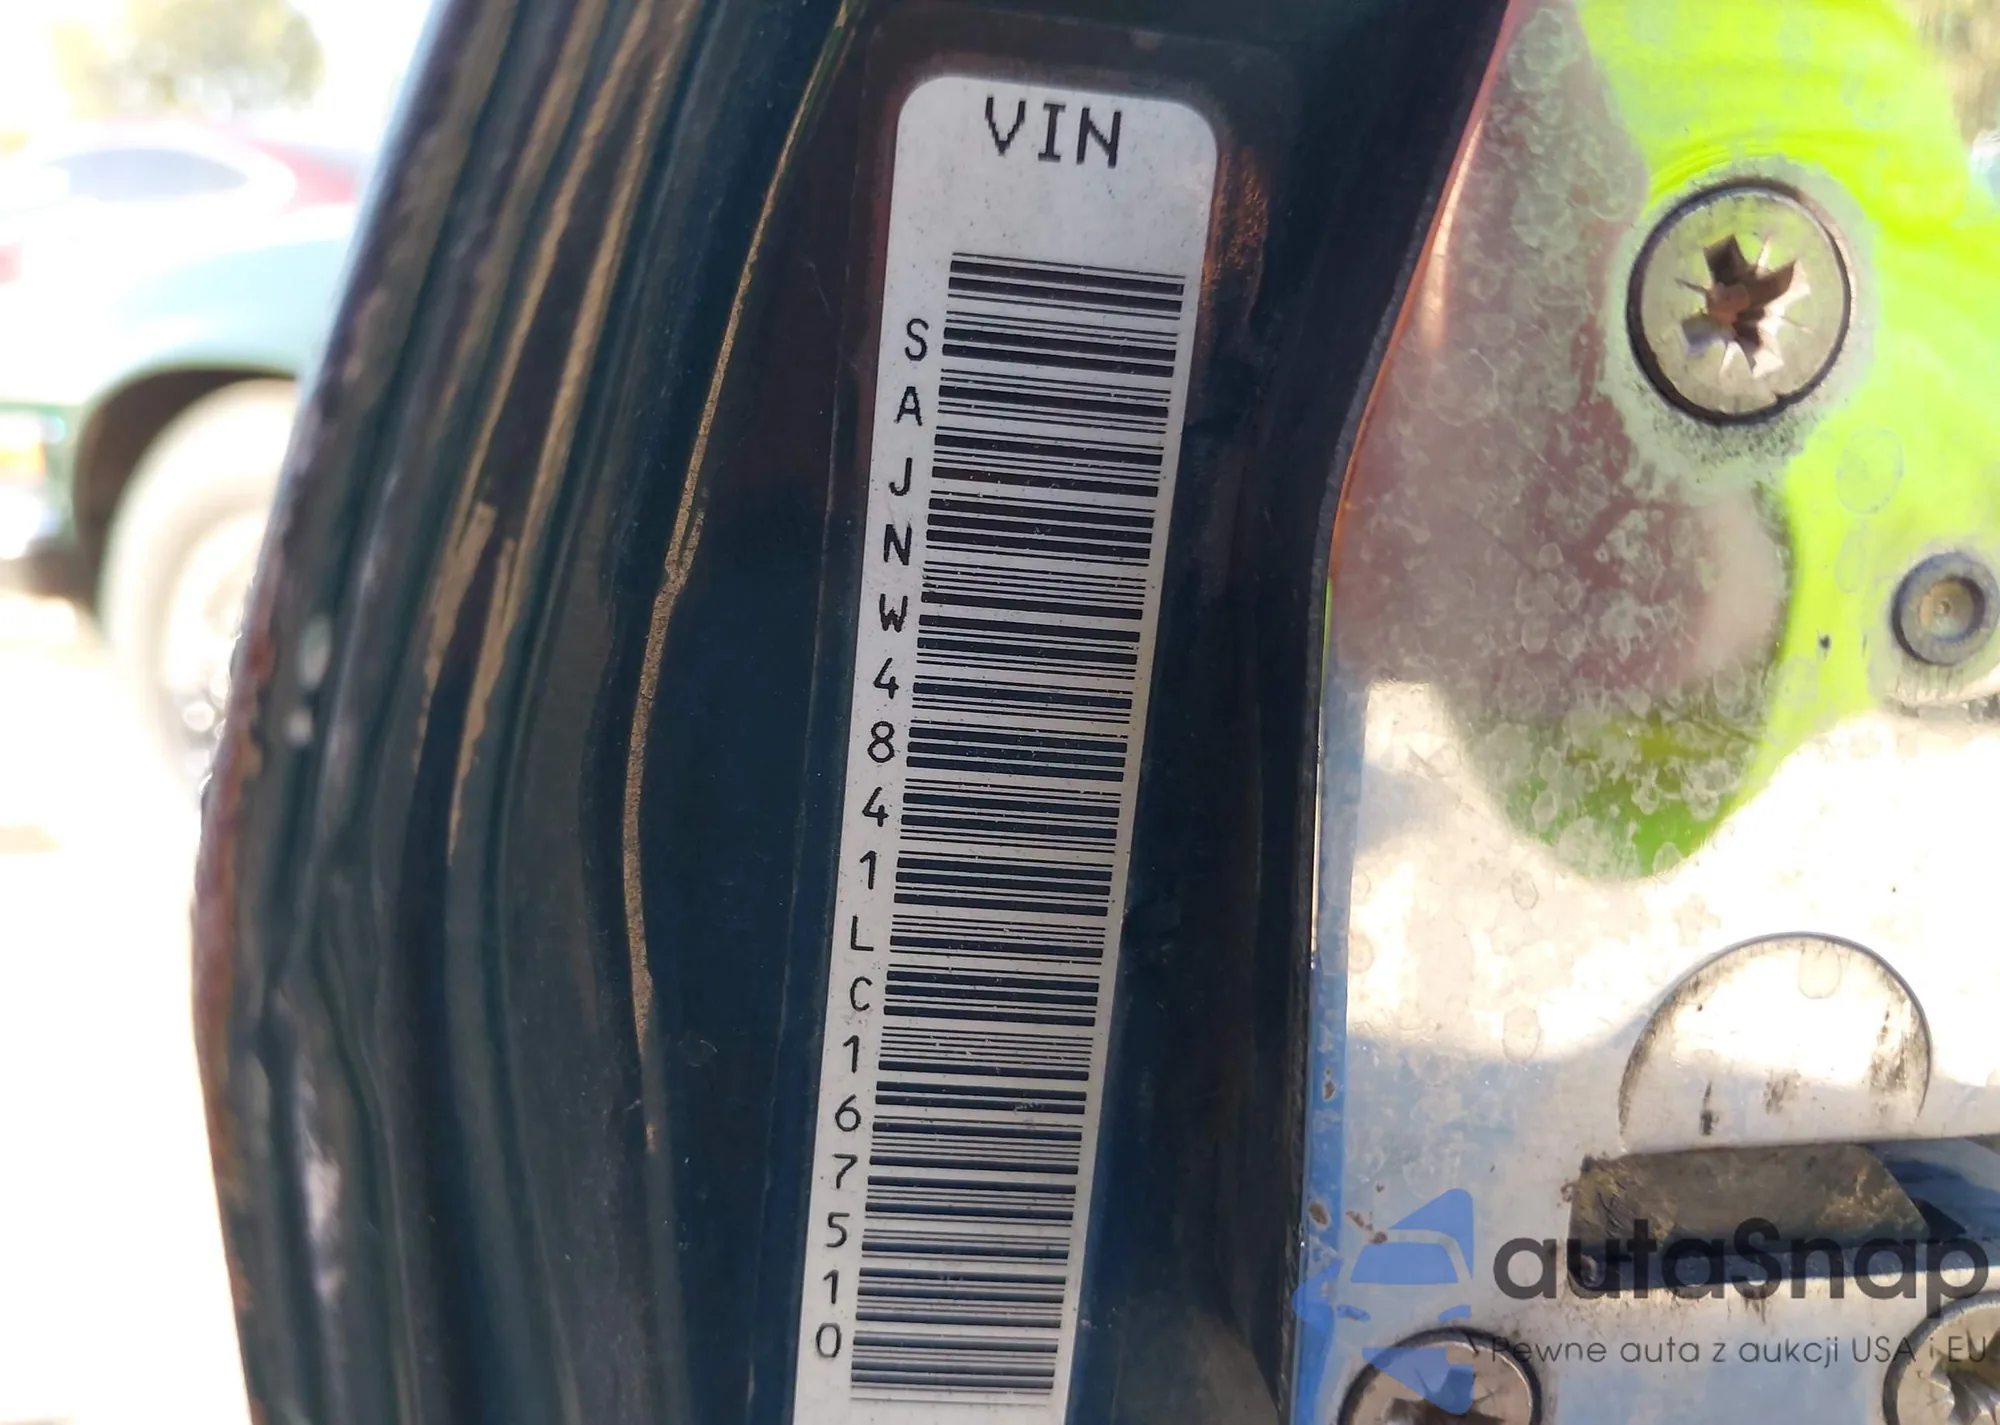 VIN
SAJNW4841LC167510
autaSnap
Pewne auta z aukcji USA i EU